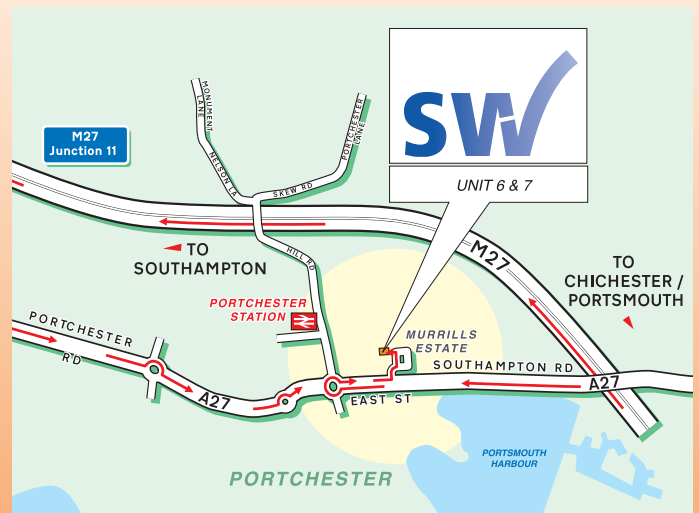 SW
UNIT 6 & 7
MONUMENT
LANE
PORTCHESTER
LANE
M27
Junction 11
NELSON LA
SKEW RD
TO
SOUTHAMPTON
HILL RD
M27
TO
CHICHESTER /
PORTSMOUTH
PORTCHESTER
STATION
PORTCHESTER
RD
MURRILLS
ESTATE
SOUTHAMPTON RD
A27
A27
EAST ST
PORTSMOUTH
HARBOUR
PORTCHESTER